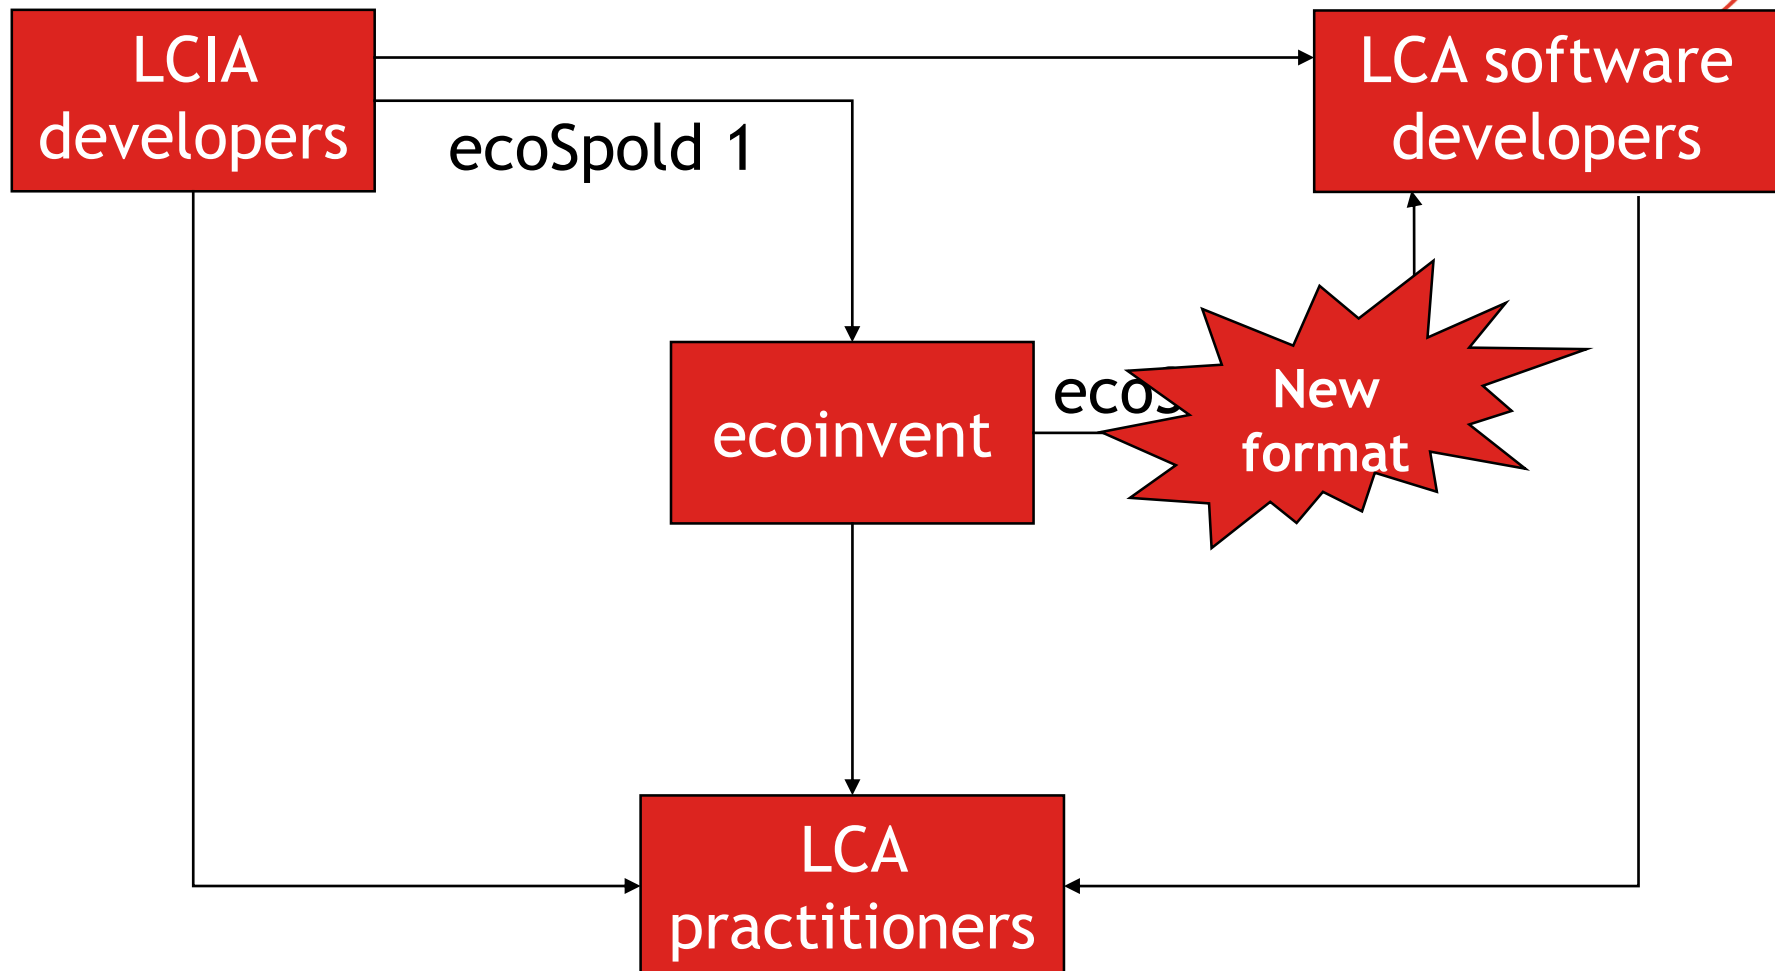 LCIA
developers
LCA software
developers
ecoSpold 1
ecoinvent
New
format
LCA
practitioners